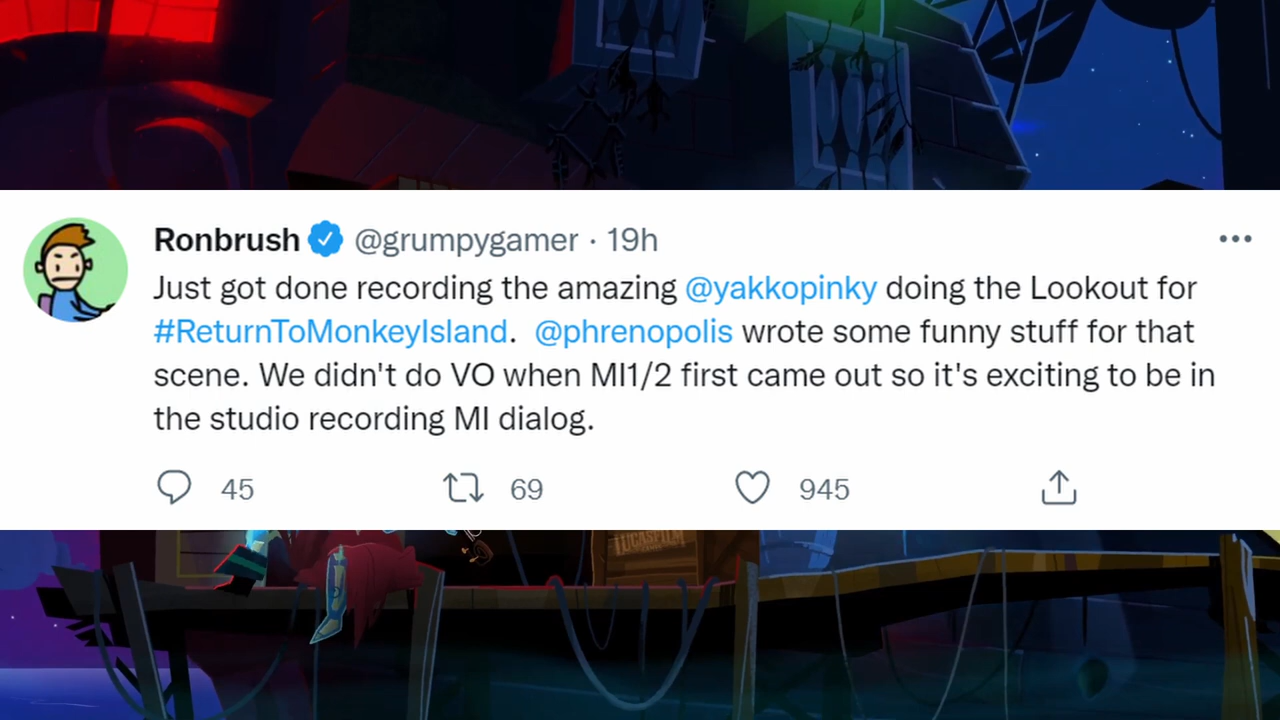 Ronbrush @grumpygamer · 19h
Just got done recording the amazing @yakkopinky doing the Lookout for
#ReturnToMonkeyIsland.  @phrenopolis wrote some funny stuff for that
scene. We didn't do VO when MI1/2 first came out so it's exciting to be in
the studio recording MI dialog.
45 69 945
LUCASFILM